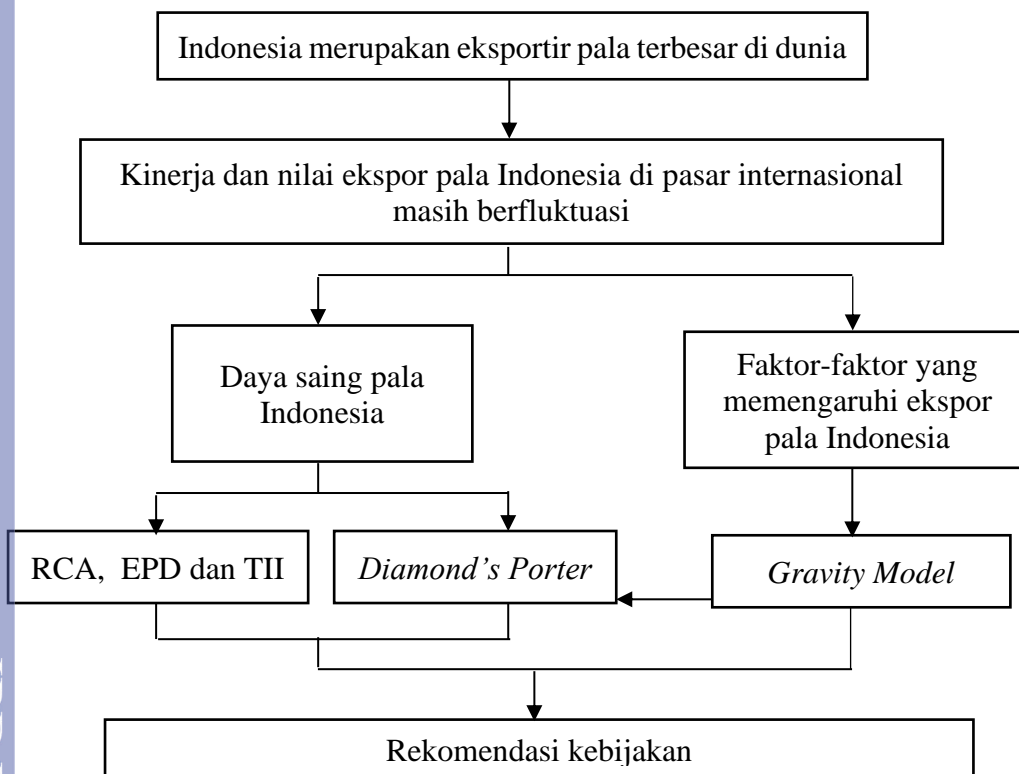 Indonesia merupakan eksportir pala terbesar di dunia
Kinerja dan nilai ekspor pala Indonesia di pasar internasional
masih berfluktuasi
Daya saing pala
Indonesia
Faktor-faktor yang
memengaruhi ekspor
pala Indonesia
RCA, EPD dan TII
Diamond's Porter
Gravity Model
Rekomendasi kebijakan